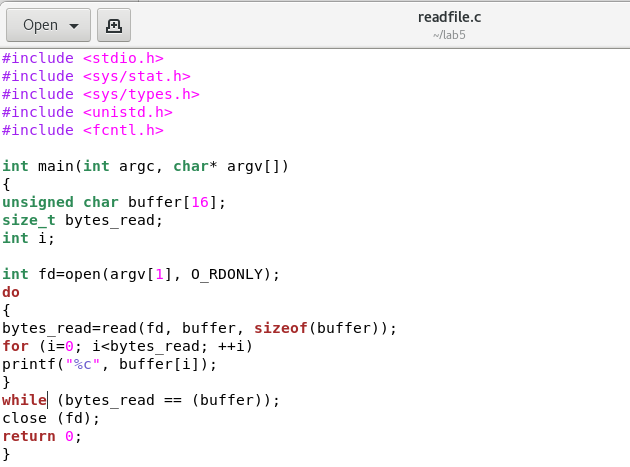 Open
readfile.c
~/lab5
#include <stdio.h>
#include <sys/stat.h>
#include <sys/types.h>
#include <unistd.h>
#include <fcntl.h>
int main(int argc, char* argv[])
{
unsigned char buffer[16];
size_t bytes_read;
int i;
int fd=open(argv[1], O_RDONLY);
do
{
bytes_read=read(fd, buffer, sizeof(buffer));
for (i=0; i<bytes_read; ++i)
printf("%c", buffer[i]);
}
while (bytes_read == (buffer));
close (fd);
return 0;
}